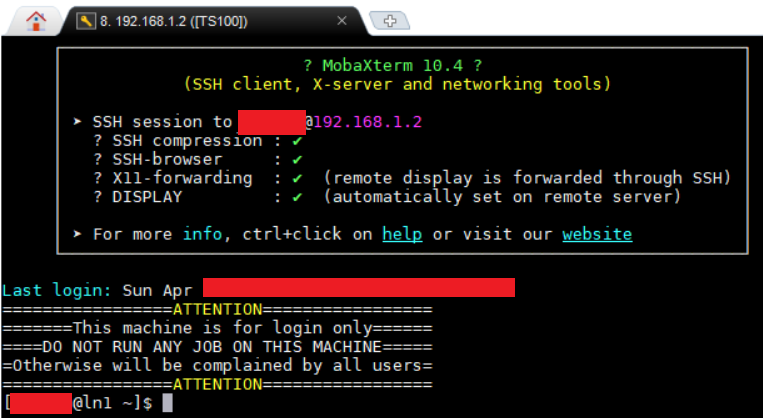 8. 192.168.1.2 ([TS100])
? MobaXterm 10.4 ?
(SSH client, X-server and networking tools)
➤ SSH session to @192.168.1.2
? SSH compression : ✔
? SSH-browser : ✔
? X11-forwarding : ✔ (remote display is forwarded through SSH)
? DISPLAY : ✔ (automatically set on remote server)
➤ For more info, ctrl+click on help or visit our website
Last login: Sun Apr
=================ATTENTION=================
=======This machine is for login only======
====DO NOT RUN ANY JOB ON THIS MACHINE=====
=Otherwise will be complained by all users=
=================ATTENTION=================
[ @ln1 ~]$